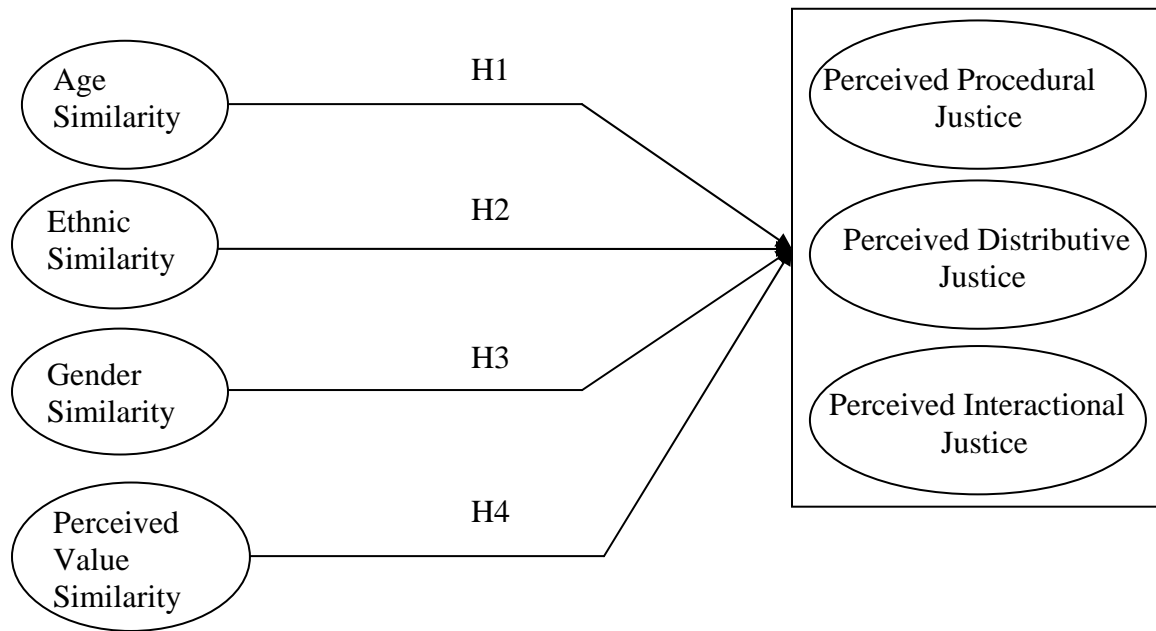 Age
Similarity
H1
Ethnic
Similarity
H2
Gender
Similarity
H3
Perceived
Value
Similarity
H4
Perceived Procedural
Justice
Perceived Distributive
Justice
Perceived Interactional
Justice